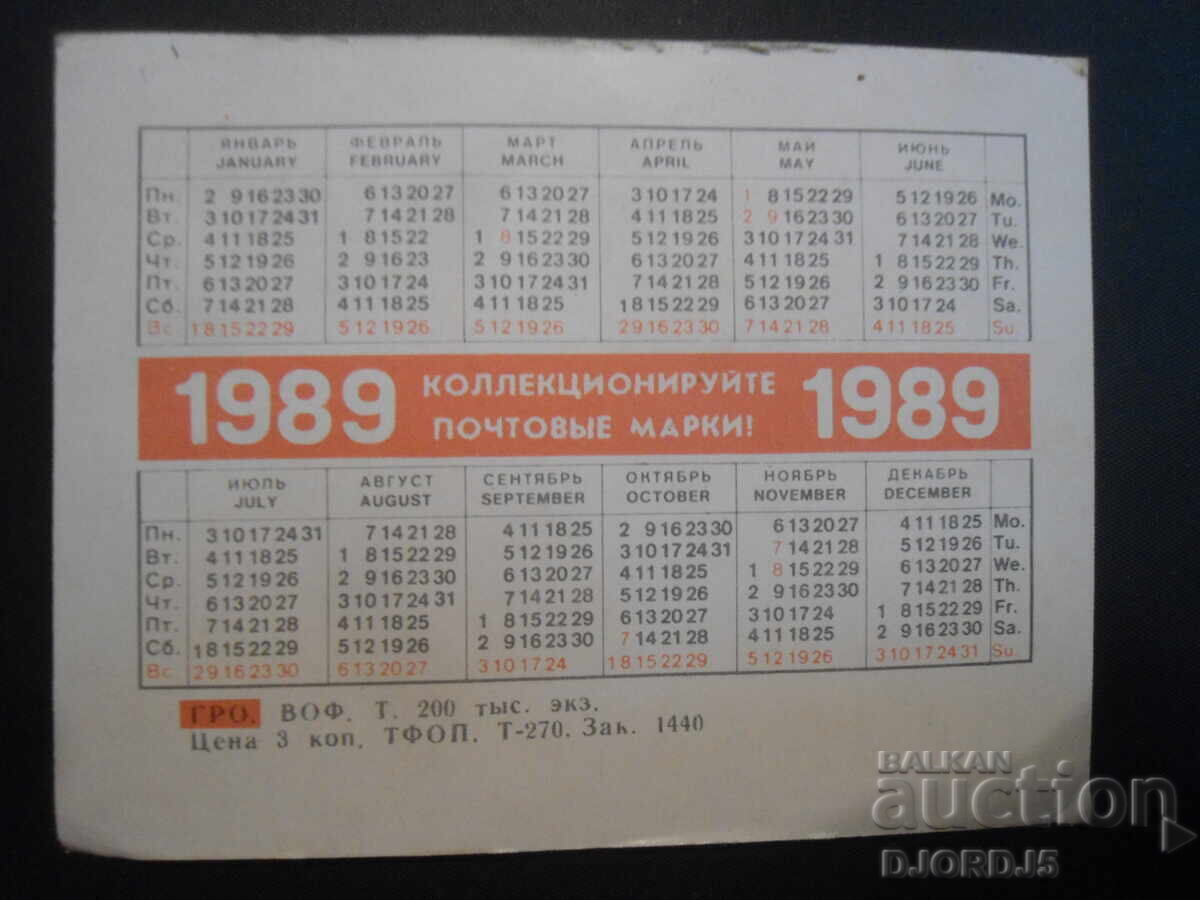 ЯНВАРЬ ФЕВРАЛЬ МАРТ АПРЕЛЬ МАЙ ИЮНЬ
JANUARY FEBRUARY MARCH APRIL MAY JUNE
Пн. 2 9 16 23 30 6 13 20 27 6 13 20 27 3 10 17 24 1 8 15 22 29 5 12 19 26 Mo.
Вт. 3 10 17 24 31 7 14 21 28 7 14 21 28 4 11 18 25 2 9 16 23 30 6 13 20 27 Tu.
Ср. 4 11 18 25 1 8 15 22 1 8 15 22 29 5 12 19 26 3 10 17 24 31 7 14 21 28 We.
Чт. 5 12 19 26 2 9 16 23 2 9 16 23 30 6 13 20 27 4 11 18 25 1 8 15 22 29 Th.
Пт. 6 13 20 27 3 10 17 24 3 10 17 24 31 7 14 21 28 5 12 19 26 2 9 16 23 30 Fr.
Сб. 7 14 21 28 4 11 18 25 4 11 18 25 1 8 15 22 29 6 13 20 27 3 10 17 24 Sa.
Вс 1 8 15 22 29 5 12 19 26 5 12 19 26 2 9 16 23 30 7 14 21 28 4 11 18 25 Su.
1989 КОЛЛЕКЦИОНИРУЙТЕ 1989
ПОЧТОВЫЕ МАРКИ!
ИЮЛЬ АВГУСТ СЕНТЯБРЬ ОКТЯБРЬ НОЯБРЬ ДЕКАБРЬ
JULY AUGUST SEPTEMBER OCTOBER NOVEMBER DECEMBER
Пн. 3 10 17 24 31 7 14 21 28 4 11 18 25 2 9 16 23 30 6 13 20 27 4 11 18 25 Mo.
Вт. 4 11 18 25 1 8 15 22 29 5 12 19 26 3 10 17 24 31 7 14 21 28 5 12 19 26 Tu.
Ср. 5 12 19 26 2 9 16 23 30 6 13 20 27 4 11 18 25 1 8 15 22 29 6 13 20 27 We.
Чт. 6 13 20 27 3 10 17 24 31 7 14 21 28 5 12 19 26 2 9 16 23 30 7 14 21 28 Th.
Пт. 7 14 21 28 4 11 18 25 1 8 15 22 29 6 13 20 27 3 10 17 24 1 8 15 22 29 Fr.
Сб. 1 8 15 22 29 5 12 19 26 2 9 16 23 30 7 14 21 28 4 11 18 25 2 9 16 23 30 Sa.
Вс 2 9 16 23 30 6 13 20 27 3 10 17 24 1 8 15 22 29 5 12 19 26 3 10 17 24 31 Su.
ГРО. ВОФ. Т. 200 тыс. экз.
Цена 3 коп. ТФОП. Т-270. Зак. 1440
BALKAN
auction
DJORDJ5